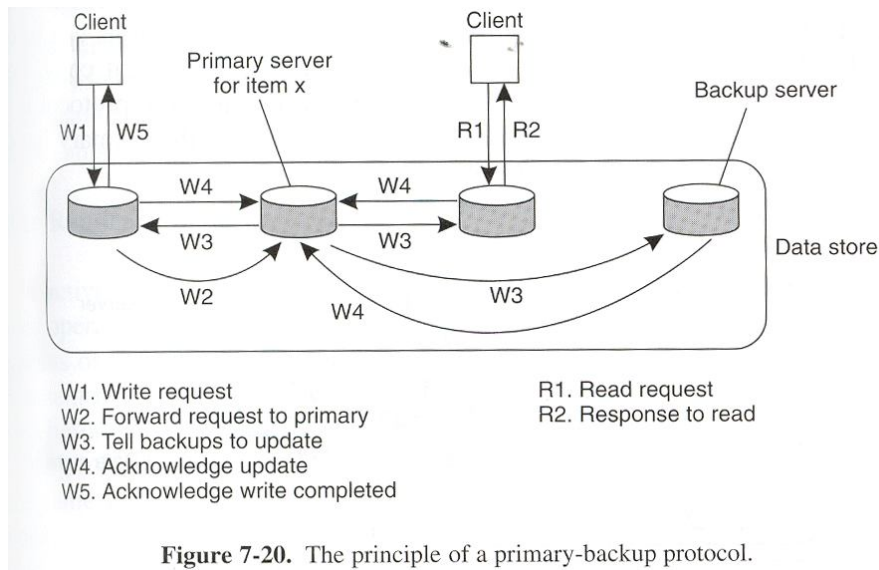 Client
Client
Primary server
for item x
Backup server
W1
W5
R1
R2
W4
W4
W3
W3
Data store
W2
W3
W4
W1. Write request
W2. Forward request to primary
W3. Tell backups to update
W4. Acknowledge update
W5. Acknowledge write completed
R1. Read request
R2. Response to read
Figure 7-20. The principle of a primary-backup protocol.